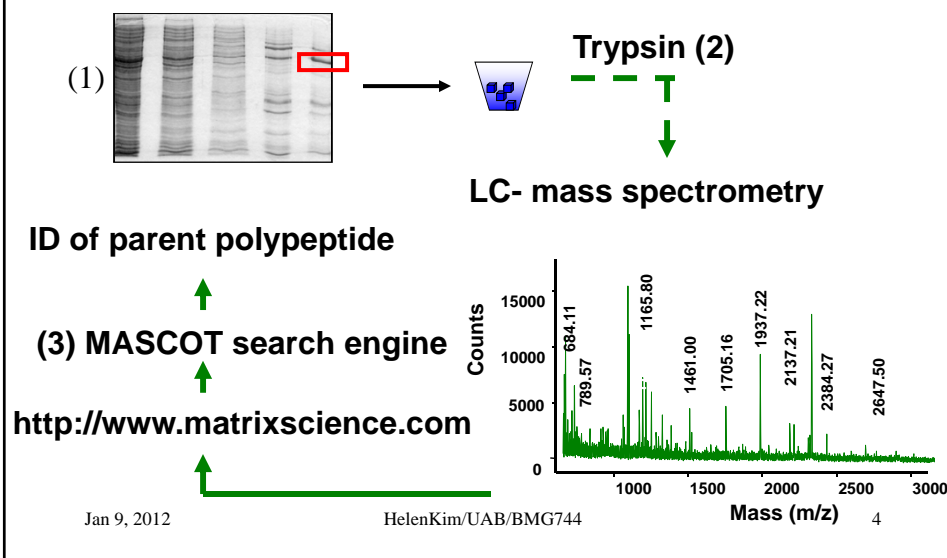 (1)
Trypsin (2)
LC- mass spectrometry
ID of parent polypeptide
(3) MASCOT search engine
http://www.matrixscience.com
Counts
15000
10000
5000
0
684.11
789.57
1165.80
1461.00
1705.16
1937.22
2137.21
2384.27
2647.50
1000 1500 2000 2500 3000
Mass (m/z)
Jan 9, 2012 HelenKim/UAB/BMG744 4